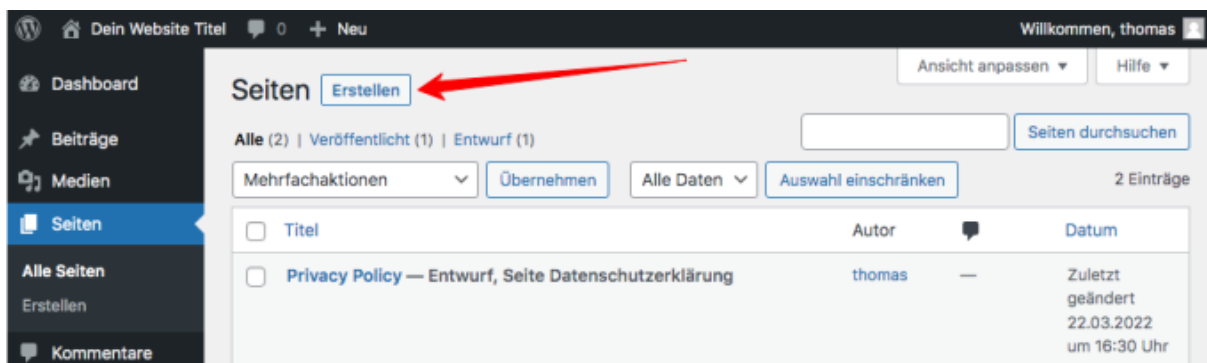 Dein Website Titel 0 + Neu Willkommen, thomas
Dashboard
Beiträge
Medien
Seiten
Alle Seiten
Erstellen
Kommentare
Ansicht anpassen ▼ Hilfe ▼
Seiten Erstellen
Alle (2) | Veröffentlicht (1) | Entwurf (1)
Seiten durchsuchen
Mehrfachaktionen Übernehmen Alle Daten Auswahl einschränken 2 Einträge
Titel Autor Datum
Privacy Policy — Entwurf, Seite Datenschutzerklärung thomas — Zuletzt
geändert
22.03.2022
um 16:30 Uhr